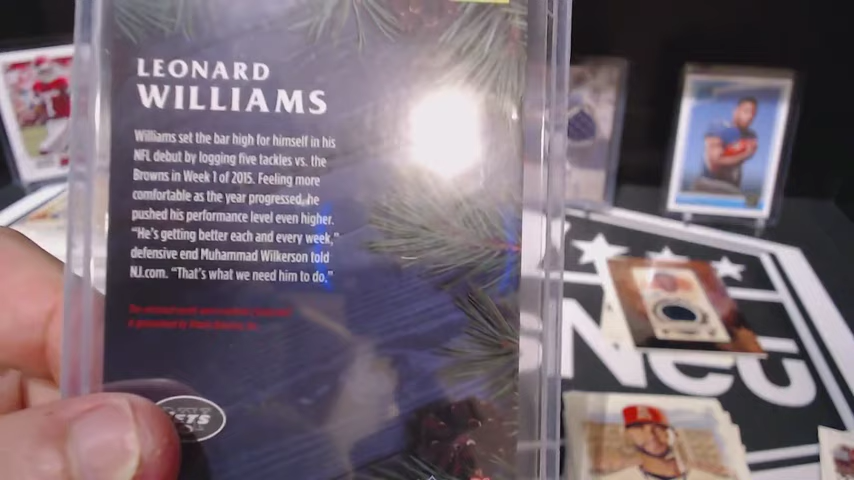 LEONARD
WILLIAMS
Williams set the bar high for himself in his
NFL debut by logging five tackles vs. the
Browns in Week 1 of 2015. Feeling more
comfortable as the year progressed, he
pushed his performance level even higher.
“He’s getting better each and every week,”
defensive end Muhammad Wilkerson told
NJ.com. “That’s what we need him to do.”
JETS